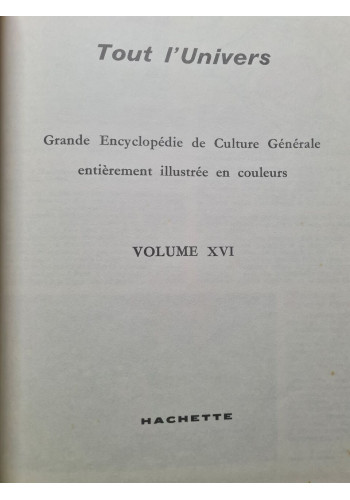 Tout l'Univers
Grande Encyclopédie de Culture Générale
entièrement illustrée en couleurs
VOLUME XVI
HACHETTE